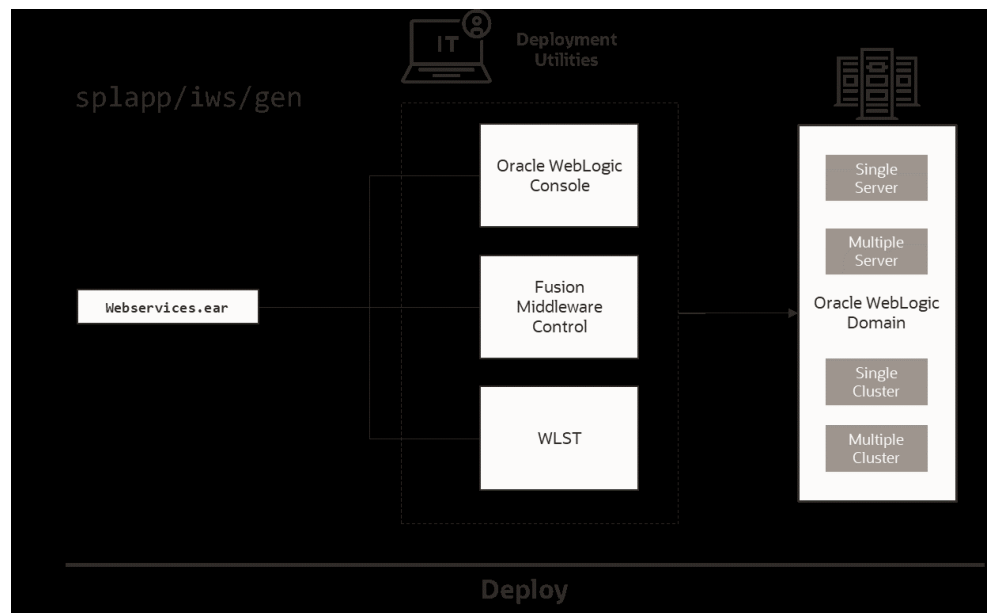 IT
Deployment
Utilities
splapp/iws/gen
Oracle WebLogic
Console
Single
Server
Multiple
Server
Webservices.ear
Fusion
Middleware
Control
Oracle WebLogic
Domain
Single
Cluster
WLST
Multiple
Cluster
Deploy